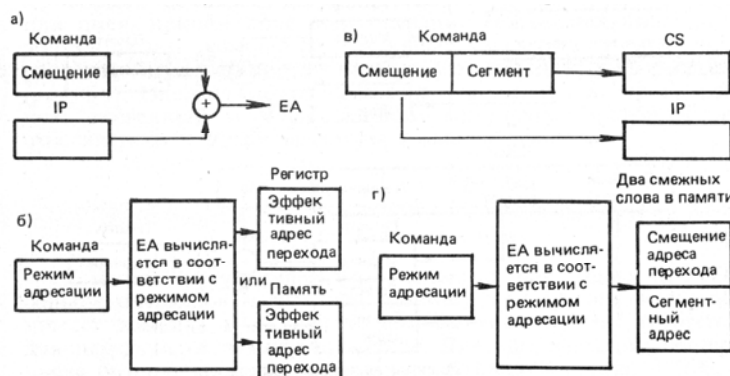 а)
Команда
Смещение
IP
+
EA
в)
Команда
Смещение
Сегмент
CS
IP
б)
Команда
Режим
адресации
EA вычисля-
ется в соот-
ветствии с
режимом
адресации
Регистр
Эффек
тивный
адрес
перехода
или
Память
Эффек
тивный
адрес
перехода
г)
Команда
Режим
адресации
EA вычисля-
ется в соот-
ветствии с
режимом
адресации
Два смежных
слова в памяти
Смещение
адреса
перехода
Сегмент-
ный
адрес